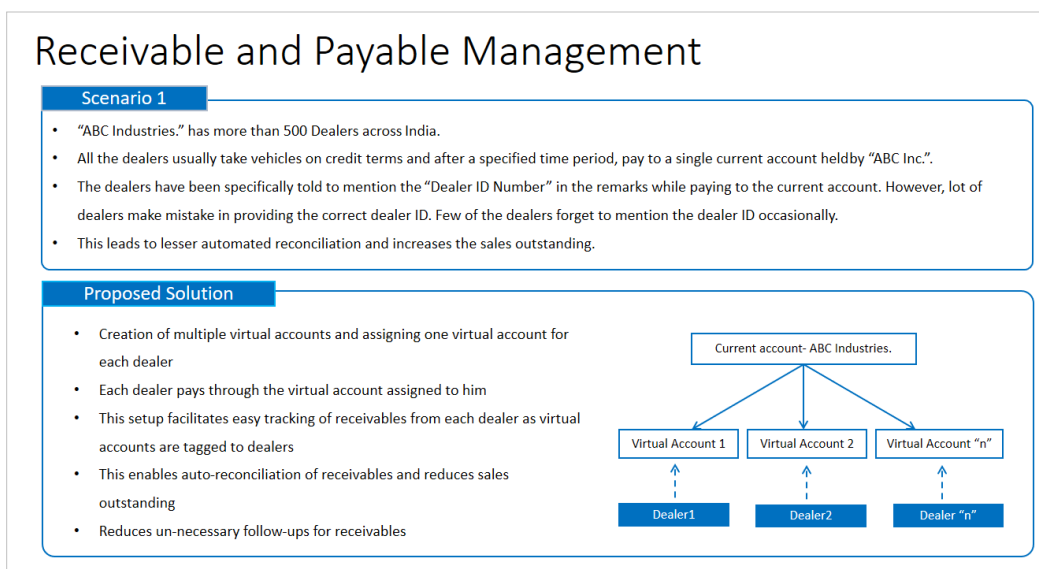 Receivable and Payable Management
Scenario 1
• “ABC Industries.” has more than 500 Dealers across India.
• All the dealers usually take vehicles on credit terms and after a specified time period, pay to a single current account heldby “ABC Inc.”.
• The dealers have been specifically told to mention the “Dealer ID Number” in the remarks while paying to the current account. However, lot of
dealers make mistake in providing the correct dealer ID. Few of the dealers forget to mention the dealer ID occasionally.
• This leads to lesser automated reconciliation and increases the sales outstanding.
Proposed Solution
• Creation of multiple virtual accounts and assigning one virtual account for
each dealer
• Each dealer pays through the virtual account assigned to him
• This setup facilitates easy tracking of receivables from each dealer as virtual
accounts are tagged to dealers
• This enables auto-reconciliation of receivables and reduces sales
outstanding
• Reduces un-necessary follow-ups for receivables
Current account- ABC Industries.
Virtual Account 1
Virtual Account 2
Virtual Account “n”
Dealer1
Dealer2
Dealer “n”